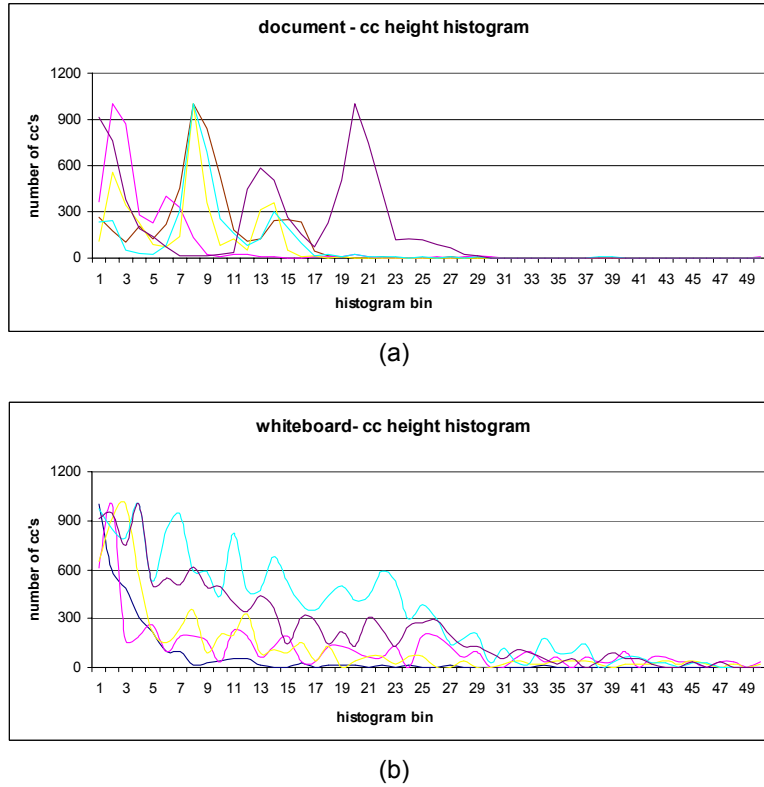 document - cc height histogram
1200
900
600
300
0
number of cc's
1 3 5 7 9 11 13 15 17 19 21 23 25 27 29 31 33 35 37 39 41 43 45 47 49
histogram bin
(a)
whiteboard- cc height histogram
1200
900
600
300
0
number of cc's
1 3 5 7 9 11 13 15 17 19 21 23 25 27 29 31 33 35 37 39 41 43 45 47 49
histogram bin
(b)